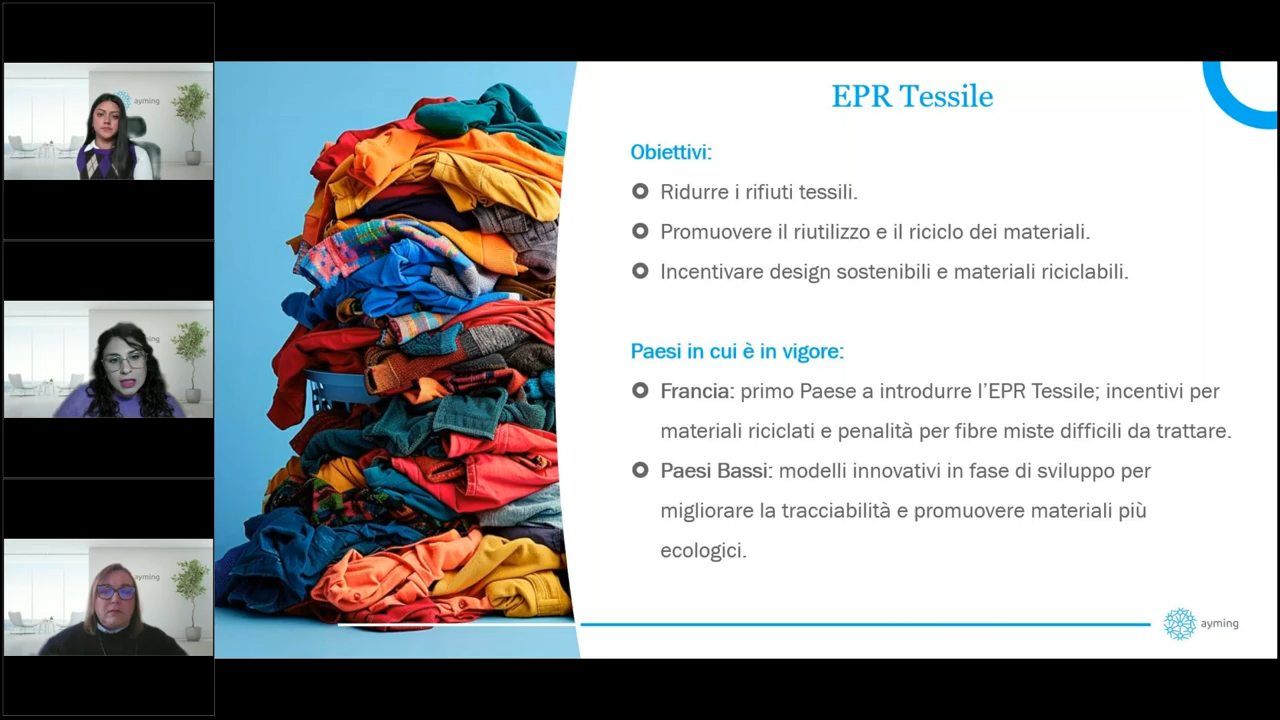 EPR Tessile
Obiettivi:
Ridurre i rifiuti tessili.
Promuovere il riutilizzo e il riciclo dei materiali.
Incentivare design sostenibili e materiali riciclabili.
Paesi in cui è in vigore:
Francia: primo Paese a introdurre l’EPR Tessile; incentivi per
materiali riciclati e penalità per fibre miste difficili da trattare.
Paesi Bassi: modelli innovativi in fase di sviluppo per
migliorare la tracciabilità e promuovere materiali più
ecologici.
ayming
ayming
ayming
ayming